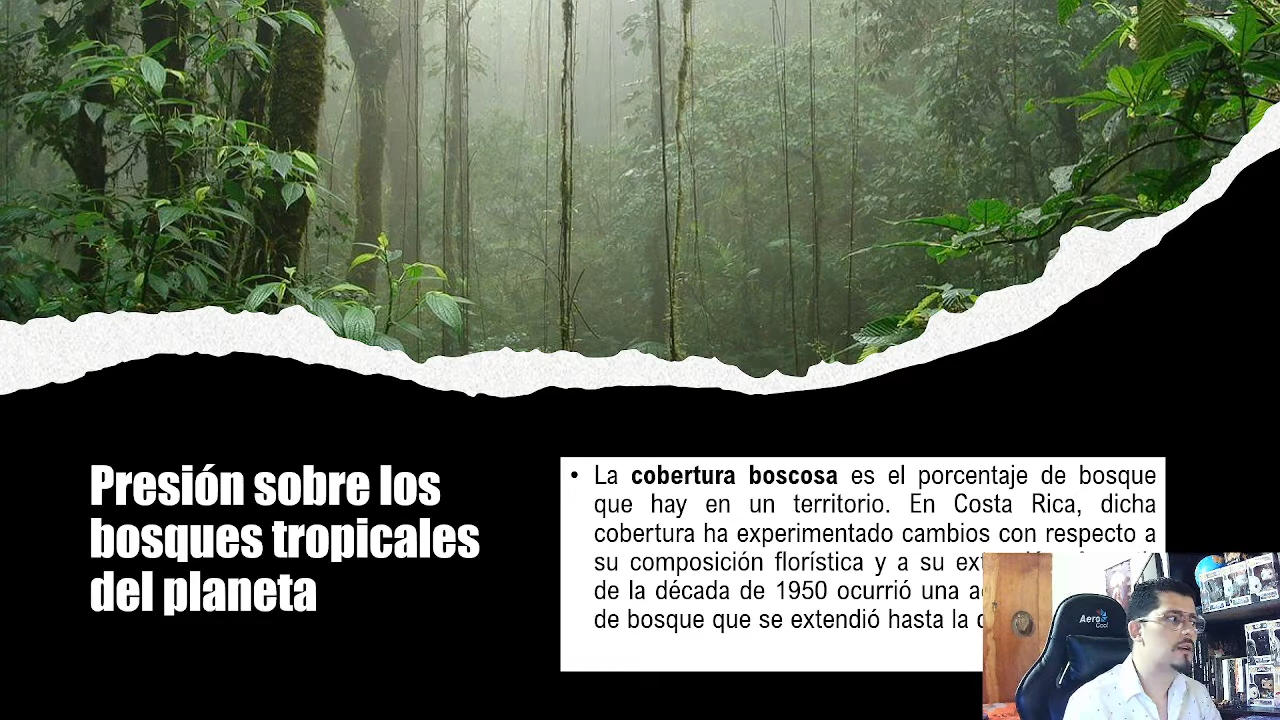 Presión sobre los
bosques tropicales
del planeta
• La cobertura boscosa es el porcentaje de bosque
que hay en un territorio. En Costa Rica, dicha
cobertura ha experimentado cambios con respecto a
su composición florística y a su
de la década de 1950 ocurrió una
de bosque que se extendió hasta la
Aero
Cool